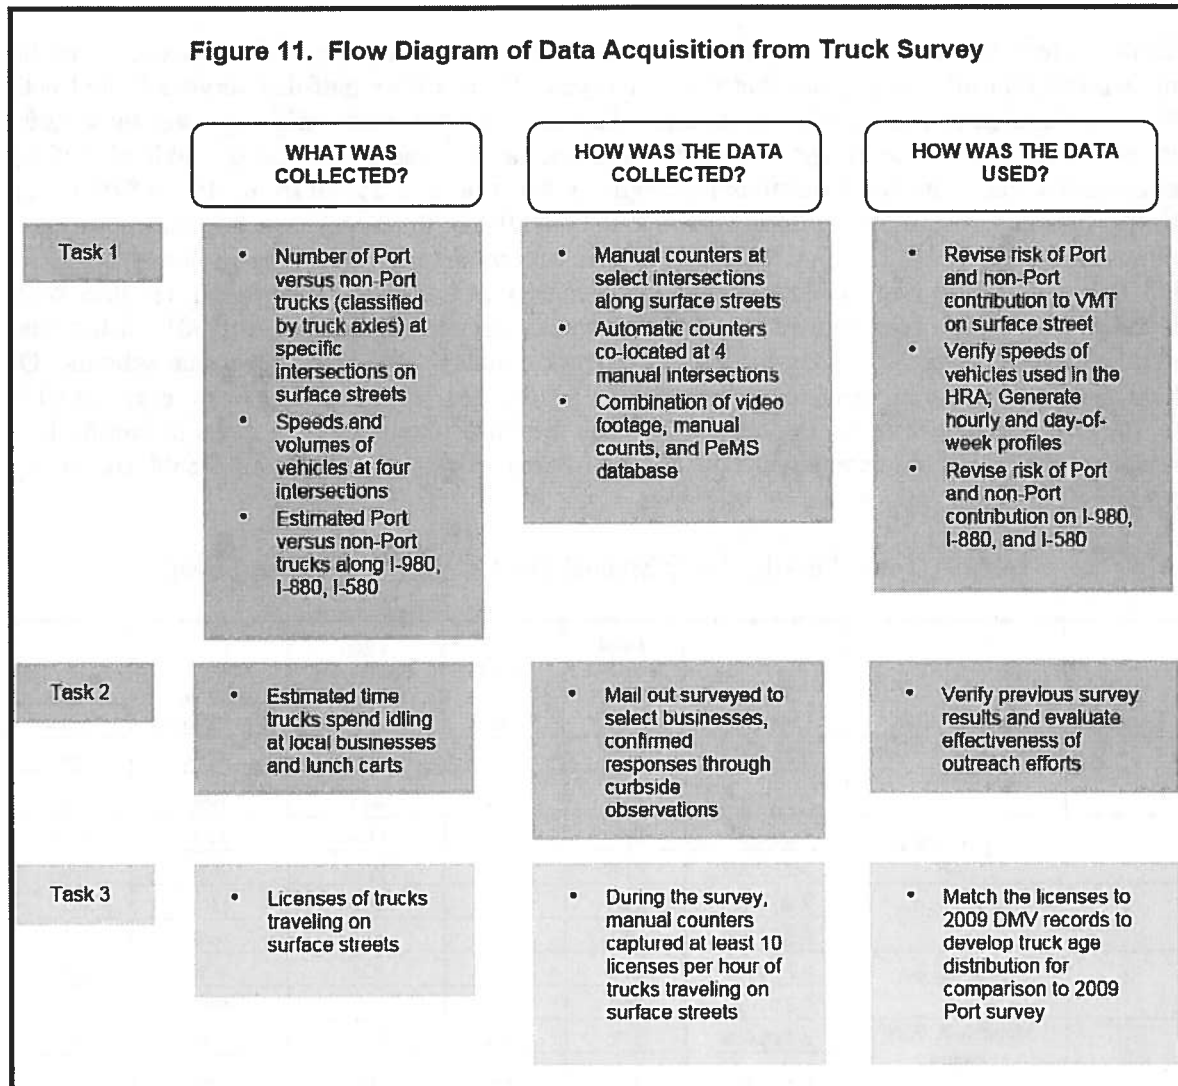 Figure 11. Flow Diagram of Data Acquisition from Truck Survey
WHAT WAS
COLLECTED?
HOW WAS THE DATA
COLLECTED?
HOW WAS THE DATA
USED?
Task 1
• Number of Port
versus non-Port
trucks (classified
by truck axles) at
specific
intersections on
surface streets
• Speeds and
volumes of
vehicles at four
intersections
• Estimated Port
versus non-Port
trucks along I-980,
I-880, I-580
• Manual counters at
select intersections
along surface streets
• Automatic counters
co-located at 4
manual intersections
• Combination of video
footage, manual
counts, and PeMS
database
• Revise risk of Port
and non-Port
contribution to VMT
on surface street
• Verify speeds of
vehicles used in the
HRA; Generate
hourly and day-of-
week profiles
• Revise risk of Port
and non-Port
contribution on I-980,
I-880, and I-580
Task 2
• Estimated time
trucks spend idling
at local businesses
and lunch carts
• Mail out surveyed to
select businesses,
confirmed
responses through
curbside
observations
• Verify previous survey
results and evaluate
effectiveness of
outreach efforts
Task 3
• Licenses of trucks
traveling on
surface streets
• During the survey,
manual counters
captured at least 10
licenses per hour of
trucks traveling on
surface streets
• Match the licenses to
2009 DMV records to
develop truck age
distribution for
comparison to 2009
Port survey